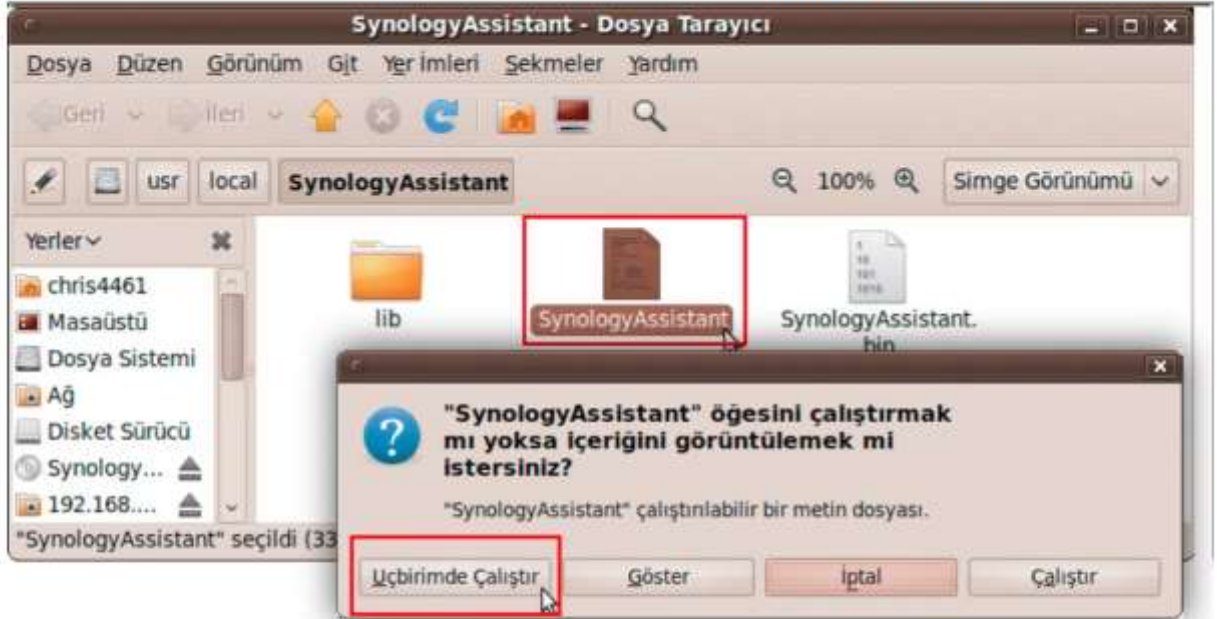 SynologyAssistant - Dosya Tarayıcı
Dosya Düzen Görünüm Git Yer İmleri Sekmeler Yardım
Geri İleri
usr local SynologyAssistant 100% Simge Görünümü
Yerler
chris4461
Masaüstü
Dosya Sistemi
Ağ
Disket Sürücü
Synology...
192.168....
lib
SynologyAssistant
SynologyAssistant.
bin
"SynologyAssistant" seçildi (33
"SynologyAssistant" öğesini çalıştırmak
mı yoksa içeriğini görüntülemek mi
istersiniz?
"SynologyAssistant" çalıştırılabilir bir metin dosyası.
Uçbirimde Çalıştır Göster İptal Çalıştır